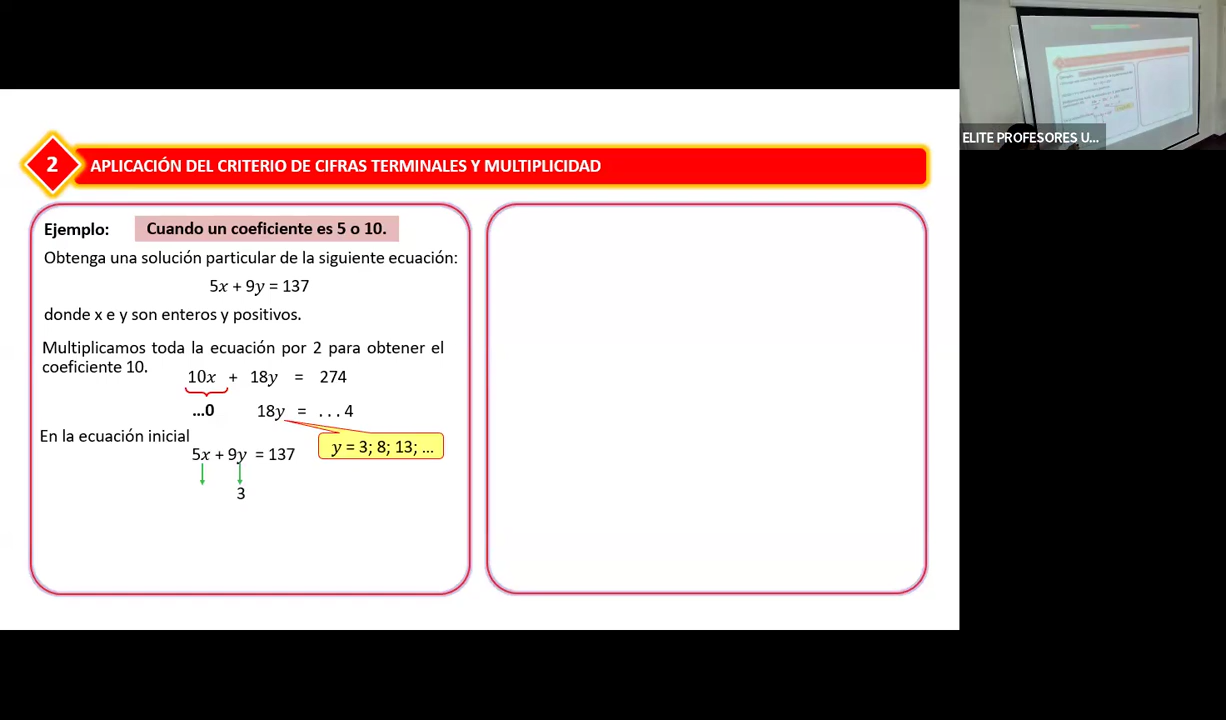 2 APLICACIÓN DEL CRITERIO DE CIFRAS TERMINALES Y MULTIPLICIDAD
Ejemplo: Cuando un coeficiente es 5 o 10.
Obtenga una solución particular de la siguiente ecuación:
5x + 9y = 137
donde x e y son enteros y positivos.
Multiplicamos toda la ecuación por 2 para obtener el
coeficiente 10.
10x + 18y = 274
...0 18y = . . . 4
En la ecuación inicial
y = 3; 8; 13; ...
5x + 9y = 137
3
ELITE PROFESORES U...